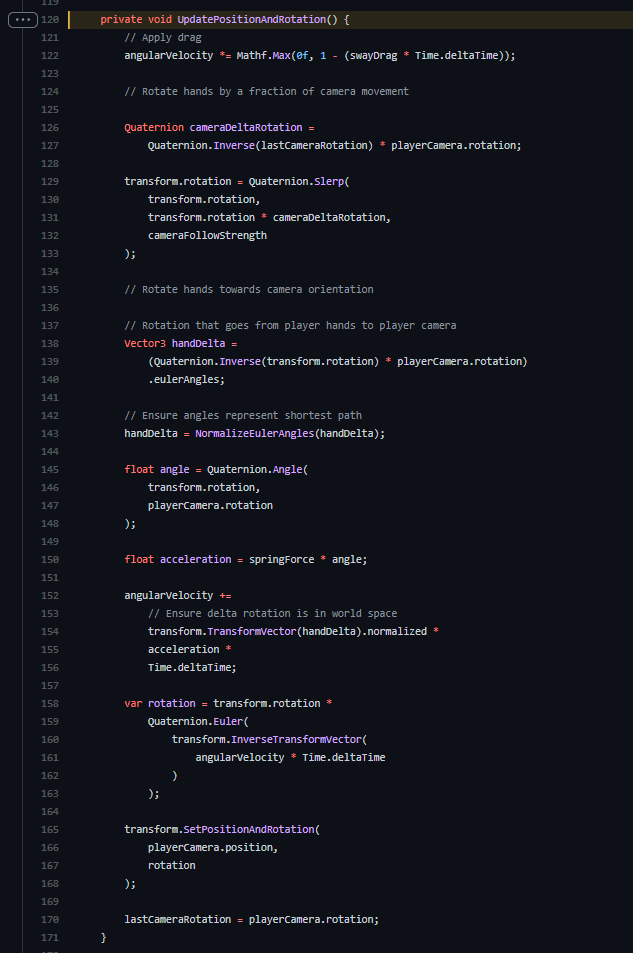 119
120 private void UpdatePositionAndRotation() {
121 // Apply drag
122 angularVelocity *= Mathf.Max(0f, 1 - (swayDrag * Time.deltaTime));
123
124 // Rotate hands by a fraction of camera movement
125
126 Quaternion cameraDeltaRotation =
127 Quaternion.Inverse(lastCameraRotation) * playerCamera.rotation;
128
129 transform.rotation = Quaternion.Slerp(
130 transform.rotation,
131 transform.rotation * cameraDeltaRotation,
132 cameraFollowStrength
133 );
134
135 // Rotate hands towards camera orientation
136
137 // Rotation that goes from player hands to player camera
138 Vector3 handDelta =
139 (Quaternion.Inverse(transform.rotation) * playerCamera.rotation)
140 .eulerAngles;
141
142 // Ensure angles represent shortest path
143 handDelta = NormalizeEulerAngles(handDelta);
144
145 float angle = Quaternion.Angle(
146 transform.rotation,
147 playerCamera.rotation
148 );
149
150 float acceleration = springForce * angle;
151
152 angularVelocity +=
153 // Ensure delta rotation is in world space
154 transform.TransformVector(handDelta).normalized *
155 acceleration *
156 Time.deltaTime;
157
158 var rotation = transform.rotation *
159 Quaternion.Euler(
160 transform.InverseTransformVector(
161 angularVelocity * Time.deltaTime
162 )
163 );
164
165 transform.SetPositionAndRotation(
166 playerCamera.position,
167 rotation
168 );
169
170 lastCameraRotation = playerCamera.rotation;
171 }